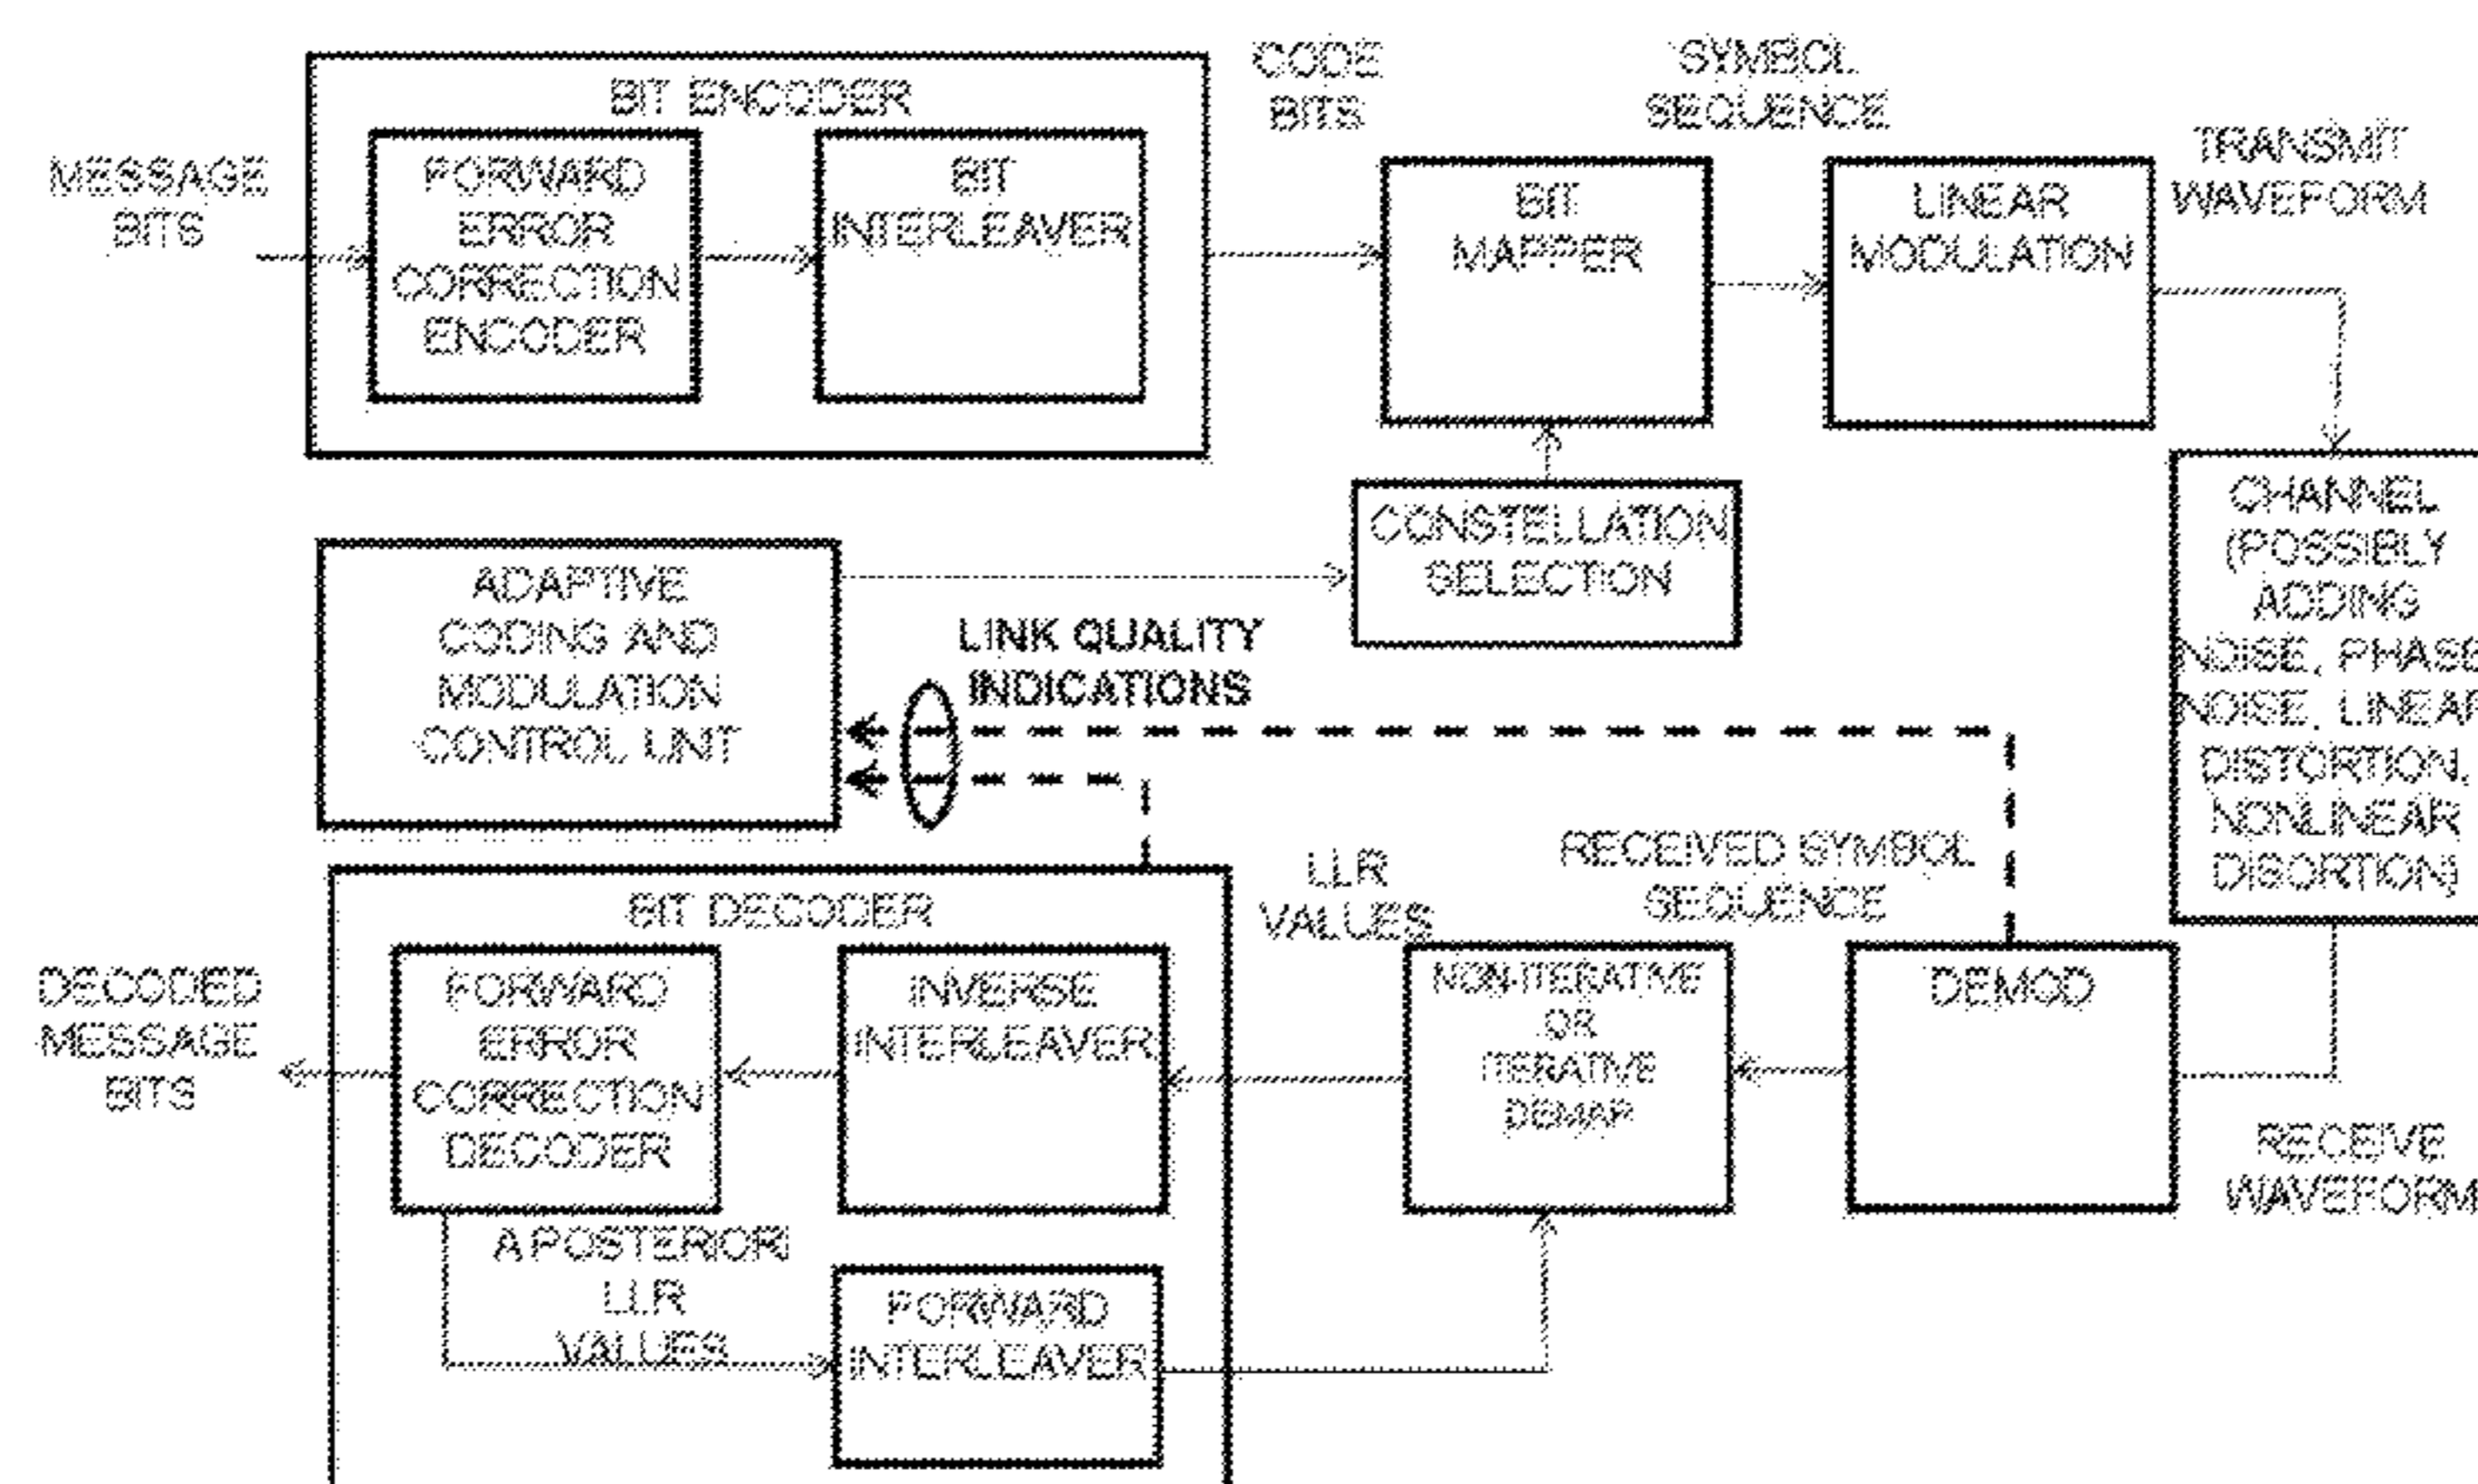 BIT ENCODER
CODE
BITS
SYMBOL
SEQUENCE
TRANSMIT
WAVEFORM
MESSAGE
BITS
FORWARD
ERROR
CORRECTION
ENCODER
BIT
INTERLEAVER
BIT
MAPPER
LINEAR
MODULATION
CONSTELLATION
SELECTION
CHANNEL
(POSSIBLY
ADDING
NOISE, PHASE
NOISE, LINEAR
DISTORTION,
NONLINEAR
DISORTION)
ADAPTIVE
CODING AND
MODULATION
CONTROL UNIT
LINK QUALITY
INDICATIONS
BIT DECODER
LLR
VALUES
RECEIVED SYMBOL
SEQUENCE
DECODED
MESSAGE
BITS
FORWARD
ERROR
CORRECTION
DECODER
INVERSE
INTERLEAVER
NON-ITERATIVE
OR
ITERATIVE
DEMAP
DEMOD
RECEIVE
WAVEFORM
A POSTERIORI
LLR
VALUES
FORWARD
INTERLEAVER